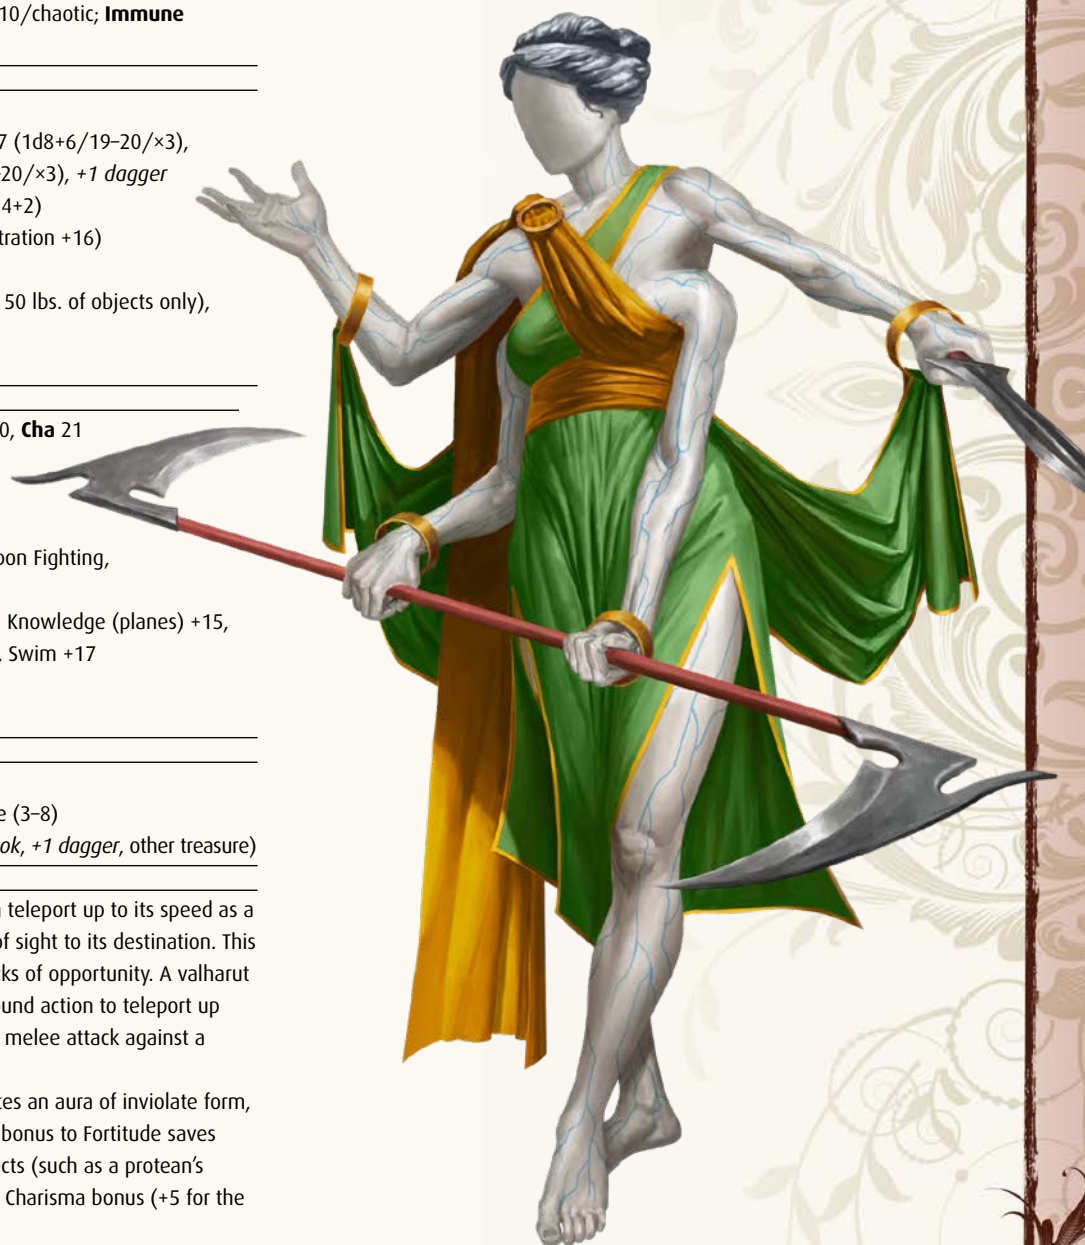 10/chaotic; Immune
7 (1d8+6/19–20/×3),
20/×3), +1 dagger
4+2)
tration +16)
50 lbs. of objects only),
0, Cha 21
pon Fighting,
Knowledge (planes) +15,
, Swim +17
e (3–8)
ok, +1 dagger, other treasure)
teleport up to its speed as a
of sight to its destination. This
cks of opportunity. A valharut
und action to teleport up
melee attack against a
tes an aura of inviolate form,
bonus to Fortitude saves
ects (such as a protean's
Charisma bonus (+5 for the